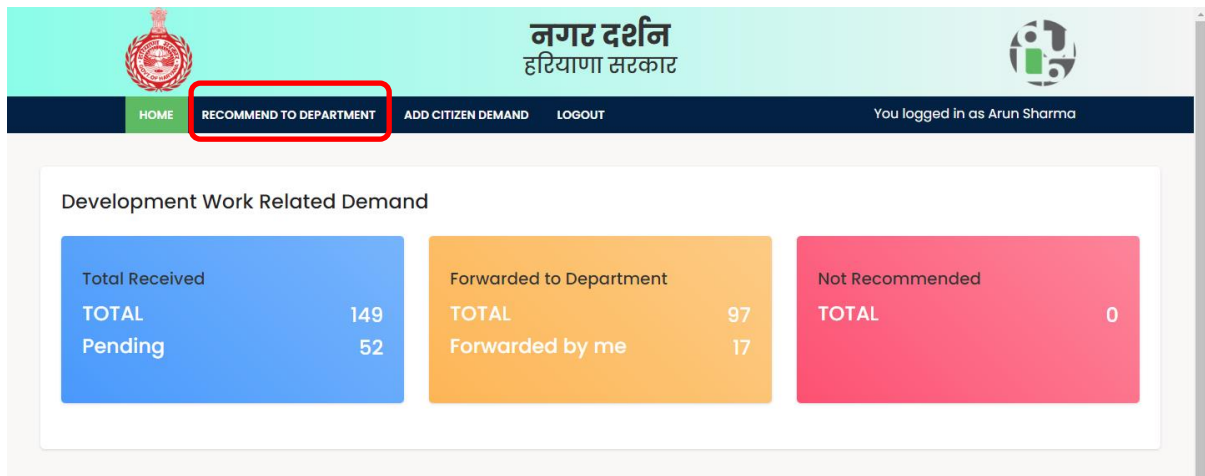 नगर दर्शन
हरियाणा सरकार
HOME RECOMMEND TO DEPARTMENT ADD CITIZEN DEMAND LOGOUT You logged in as Arun Sharma
Development Work Related Demand
Total Received
TOTAL 149
Pending 52
Forwarded to Department
TOTAL 97
Forwarded by me 17
Not Recommended
TOTAL 0